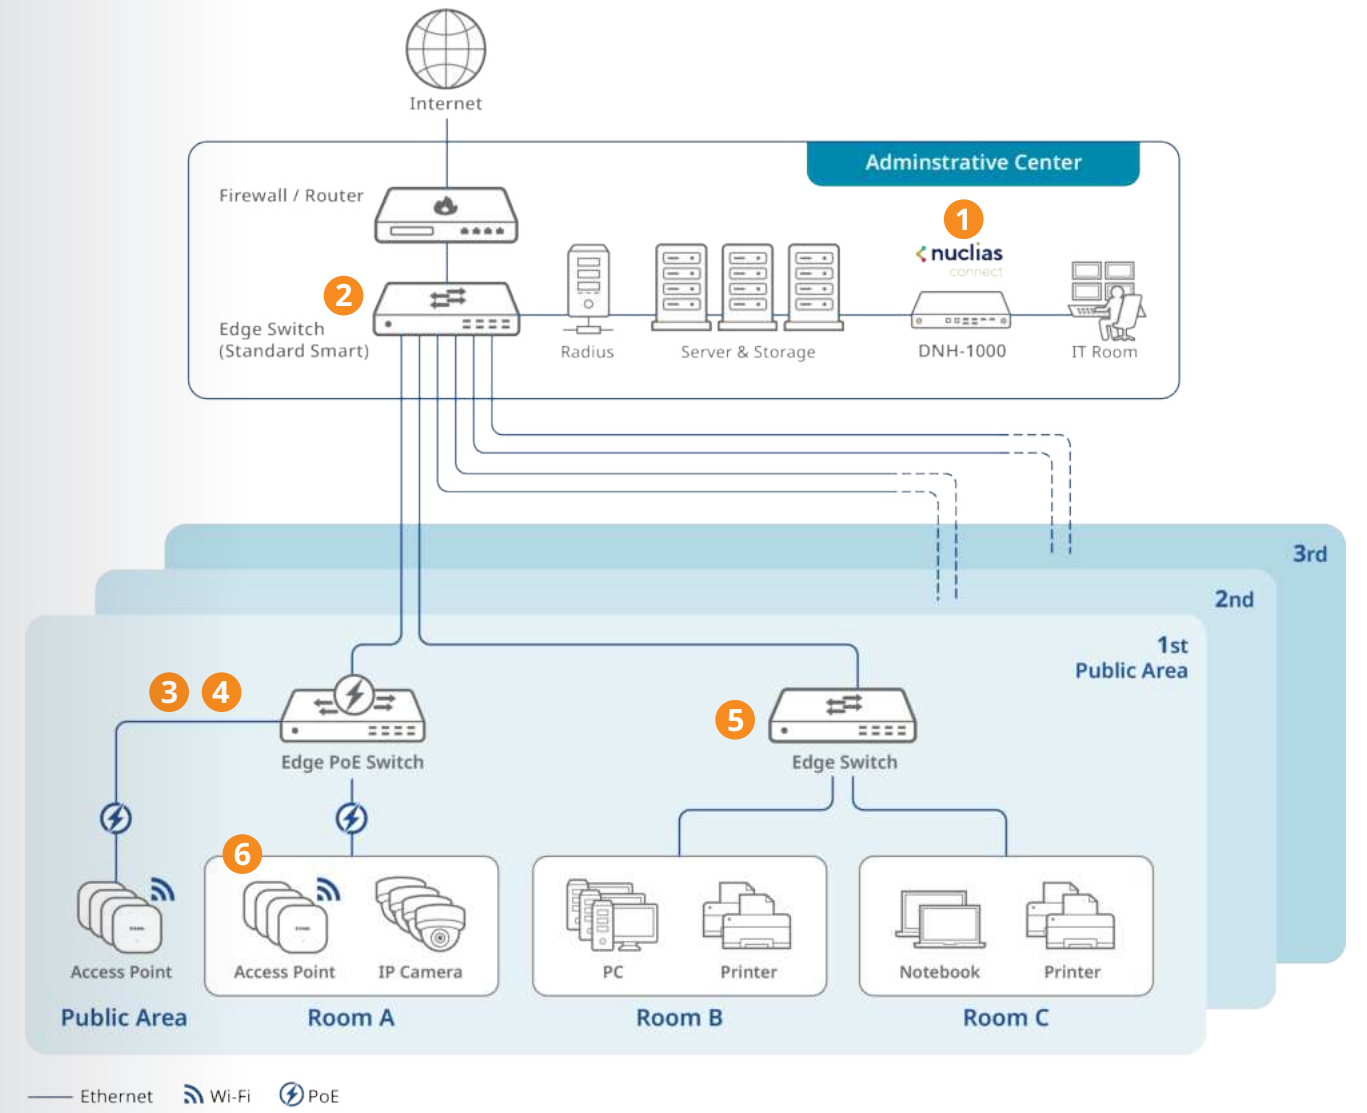 Internet
Adminstrative Center
Firewall / Router
1
nuclias
connect
2
Edge Switch
(Standard Smart)
Radius
Server & Storage
DNH-1000
IT Room
3rd
2nd
1st
Public Area
3 4
5
Edge PoE Switch
Edge Switch
6
Access Point
Access Point
IP Camera
PC
Printer
Notebook
Printer
Public Area
Room A
Room B
Room C
Ethernet
Wi-Fi
PoE